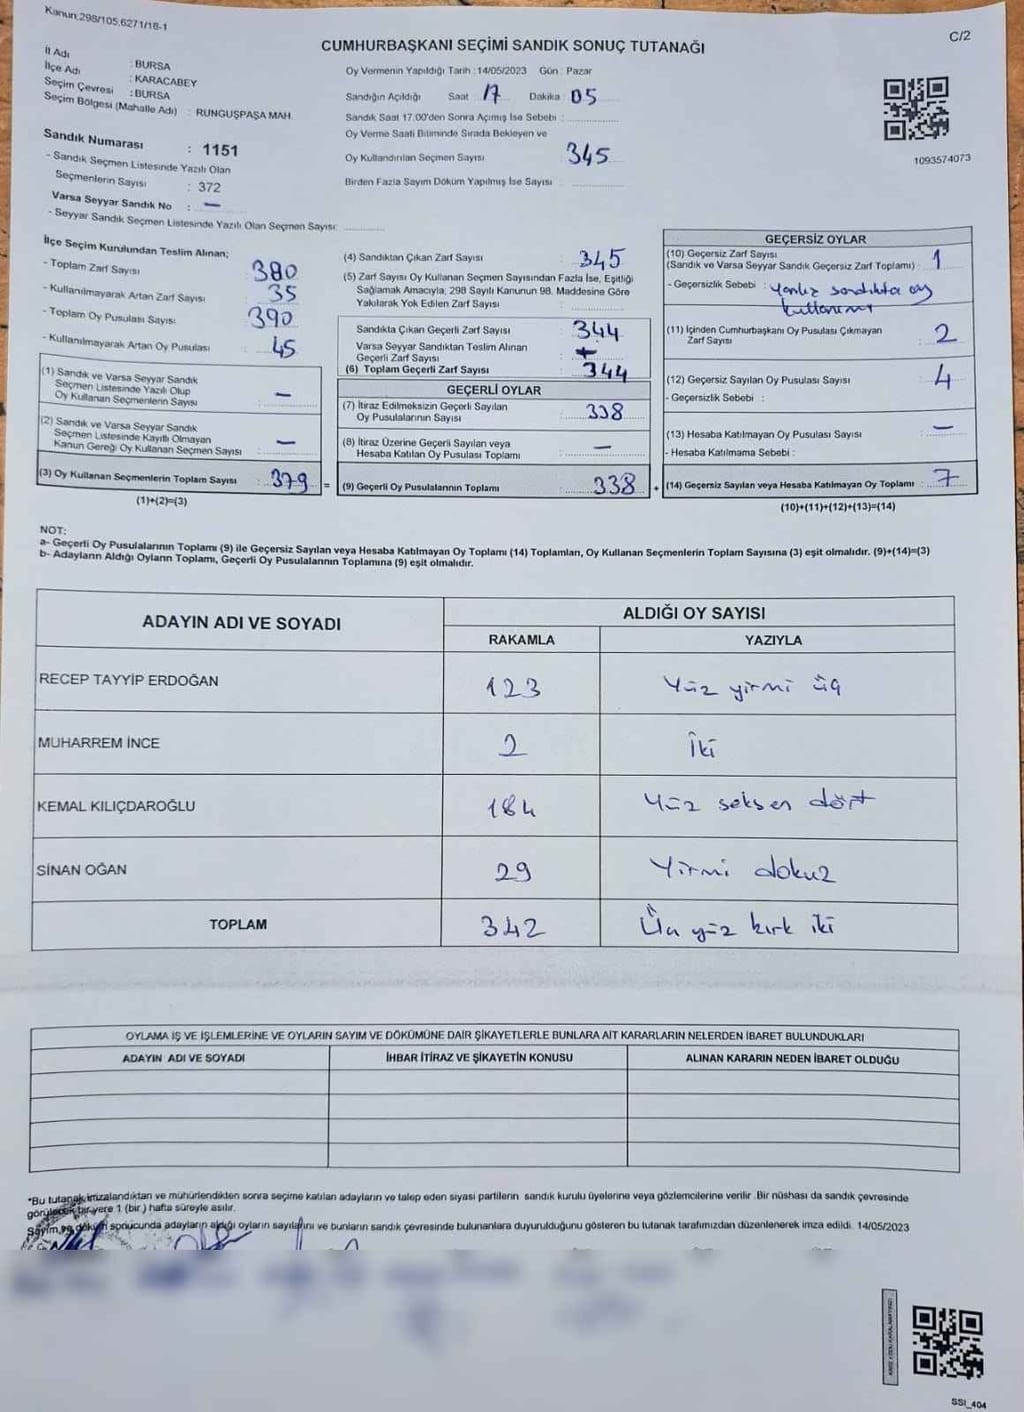 Kanun:298/105,6271/18-1
C/2
CUMHURBAŞKANI SEÇİMİ SANDIK SONUÇ TUTANAĞI
İl Adı : BURSA
İlçe Adı : KARACABEY
Seçim Çevresi : BURSA
Seçim Bölgesi (Mahalle Adı) : RUNGUŞPAŞA MAH.
Sandık Numarası : 1151
- Sandık Seçmen Listesinde Yazılı Olan
Seçmenlerin Sayısı : 372
Varsa Seyyar Sandık No : —
- Seyyar Sandık Seçmen Listesinde Yazılı Olan Seçmen Sayısı:
Oy Vermenin Yapıldığı Tarih :14/05/2023 Gün : Pazar
Sandığın Açıldığı Saat 17 Dakika : 05
Sandık Saat 17.00'den Sonra Açımış İse Sebebi :
Oy Verme Saati Bitiminde Sırada Bekleyen ve
Oy Kullandırılan Seçmen Sayısı 345
Birden Fazla Sayım Döküm Yapılmış İse Sayısı :
1093574073
İlçe Seçim Kurulundan Teslim Alınan;
- Toplam Zarf Sayısı 380
- Kullanılmayarak Artan Zarf Sayısı : 35
- Toplam Oy Pusulası Sayısı: 390
- Kullanılmayarak Artan Oy Pusulası : 45
(1) Sandık ve Varsa Seyyar Sandık
Seçmen Listesinde Yazılı Olup
Oy Kullanan Seçmenlerin Sayısı : —
(2) Sandık ve Varsa Seyyar Sandık
Seçmen Listesinde Kayıtlı Olmayan
Kanun Gereği Oy Kullanan Seçmen Sayısı : —
(3) Oy Kullanan Seçmenlerin Toplam Sayısı : 379 =
(1)+(2)=(3)
(4) Sandıktan Çıkan Zarf Sayısı : 345
(5) Zarf Sayısı Oy Kullanan Seçmen Sayısından Fazla İse, Eşitliği
Sağlamak Amacıyla, 298 Sayılı Kanunun 98. Maddesine Göre
Yakılarak Yok Edilen Zarf Sayısı :
Sandıkta Çıkan Geçerli Zarf Sayısı : 344
Varsa Seyyar Sandıktan Teslim Alınan
Geçerli Zarf Sayısı : +
(6) Toplam Geçerli Zarf Sayısı : 344
GEÇERLİ OYLAR
(7) İtiraz Edilmeksizin Geçerli Sayılan
Oy Pusulalarının Sayısı : 338
(8) İtiraz Üzerine Geçerli Sayılan veya
Hesaba Katılan Oy Pusulası Toplamı : —
(9) Geçerli Oy Pusulalarının Toplamı : 338 +
GEÇERSİZ OYLAR
(10) Geçersiz Zarf Sayısı
(Sandık ve Varsa Seyyar Sandık Geçersiz Zarf Toplamı) : 1
- Geçersizlik Sebebi : sandıkta oy
kullanımı
(11) İçinden Cumhurbaşkanı Oy Pusulası Çıkmayan
Zarf Sayısı : 2
(12) Geçersiz Sayılan Oy Pusulası Sayısı : 4
- Geçersizlik Sebebi :
(13) Hesaba Katılmayan Oy Pusulası Sayısı : —
- Hesaba Katılmama Sebebi :
(14) Geçersiz Sayılan veya Hesaba Katılmayan Oy Toplamı : 7
(10)+(11)+(12)+(13)=(14)
NOT:
a- Geçerli Oy Pusulalarının Toplamı (9) ile Geçersiz Sayılan veya Hesaba Katılmayan Oy Toplamı (14) Toplamları, Oy Kullanan Seçmenlerin Toplam Sayısına (3) eşit olmalıdır. (9)+(14)=(3)
b- Adayların Aldığı Oyların Toplamı, Geçerli Oy Pusulalarının Toplamına (9) eşit olmalıdır.
ADAYIN ADI VE SOYADI ALDIĞI OY SAYISI
RAKAMLA YAZIYLA
RECEP TAYYİP ERDOĞAN 123 Yüz yirmi üç
MUHARREM İNCE 2 İki
KEMAL KILIÇDAROĞLU 184 Yüz seksen dört
SİNAN OĞAN 29 Yirmi dokuz
TOPLAM 342 Üç yüz kırk iki
OYLAMA İŞ VE İŞLEMLERİNE VE OYLARIN SAYIM VE DÖKÜMÜNE DAİR ŞİKAYETLERLE BUNLARA AİT KARARLARIN NELERDEN İBARET BULUNDUKLARI
ADAYIN ADI VE SOYADI İHBAR İTİRAZ VE ŞİKAYETİN KONUSU ALINAN KARARIN NEDEN İBARET OLDUĞU
*Bu tutanak imzalandıktan ve mühürlendikten sonra seçime katılan adayların ve talep eden siyasi partilerin sandık kurulu üyelerine veya gözlemcilerine verilir. Bir nüshası da sandık çevresinde
görülecek bir yere 1 (bir) hafta süreyle asılır.
Sayım ve döküm sonucunda adayların aldığı oyların sayılarını ve bunların sandık çevresinde bulunanlara duyurulduğunu gösteren bu tutanak tarafımızdan düzenlenerek imza edildi. 14/05/2023
SSI_404